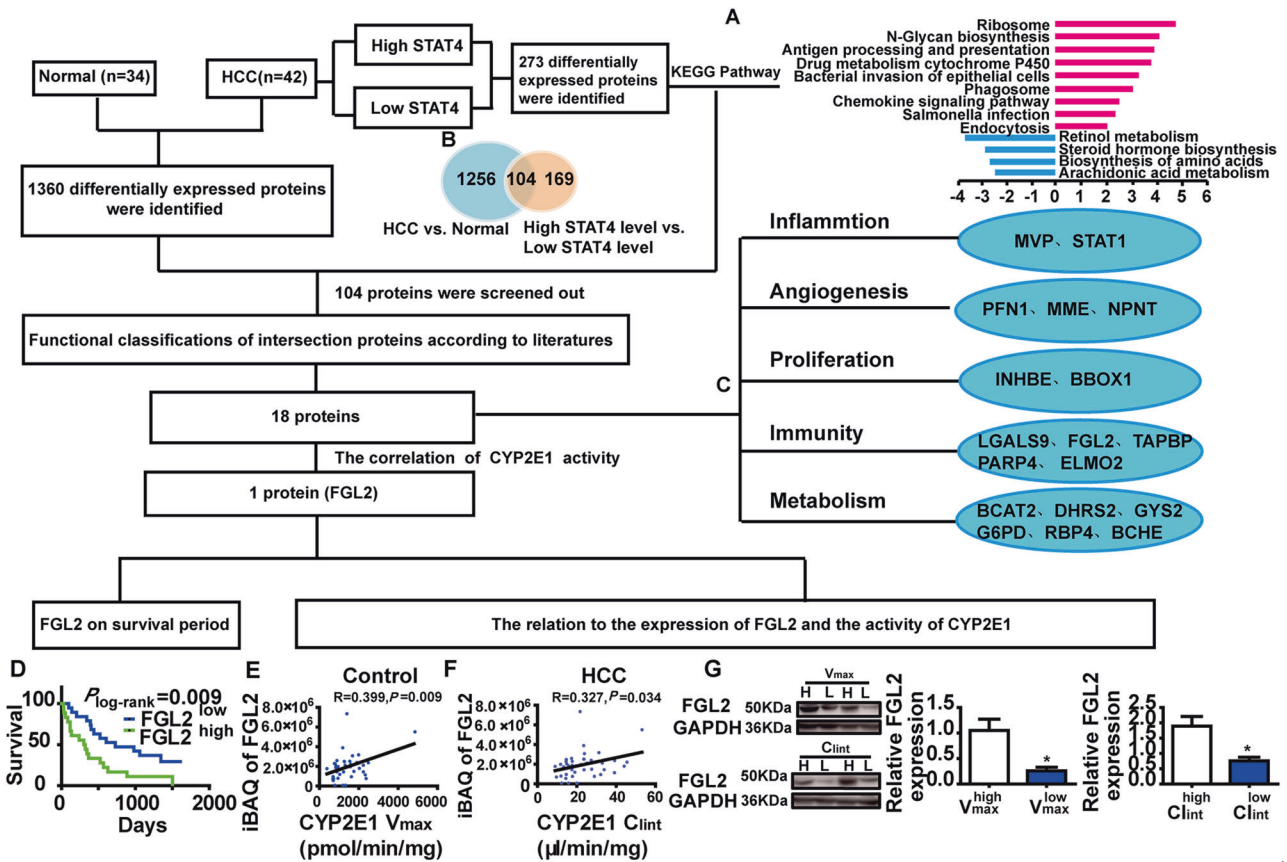 A
Ribosome
N-Glycan biosynthesis
Antigen processing and presentation
Drug metabolism cytochrome P450
Bacterial invasion of epithelial cells
Phagosome
Chemokine signaling pathway
Salmonella infection
Endocytosis
Retinol metabolism
Steroid hormone biosynthesis
Biosynthesis of amino acids
Arachidonic acid metabolism
-4 -3 -2 -1 0 1 2 3 4 5 6
Normal (n=34)
HCC(n=42)
High STAT4
Low STAT4
273 differentially
expressed proteins
were identified
KEGG Pathway
B
1256 104 169
HCC vs. Normal
High STAT4 level vs.
Low STAT4 level
1360 differentially expressed proteins
were identified
104 proteins were screened out
Functional classifications of intersection proteins according to literatures
18 proteins
The correlation of CYP2E1 activity
1 protein (FGL2)
C
Inflammtion
MVP、STAT1
Angiogenesis
PFN1、MME、NPNT
Proliferation
INHBE、BBOX1
Immunity
LGALS9、FGL2、TAPBP
PARP4、ELMO2
Metabolism
BCAT2、DHRS2、GYS2
G6PD、RBP4、BCHE
FGL2 on survival period
The relation to the expression of FGL2 and the activity of CYP2E1
D
Plog-rank=0.009
FGL2 low
FGL2 high
Survival
100
50
0
0 1000 2000
Days
E
Control
R=0.399,P=0.009
iBAQ of FGL2
8.0×10⁶
6.0×10⁶
4.0×10⁶
2.0×10⁶
0
0 2000 4000 6000 8000
CYP2E1 Vmax
(pmol/min/mg)
F
HCC
R=0.327,P=0.034
iBAQ of FGL2
8.0×10⁶
6.0×10⁶
4.0×10⁶
2.0×10⁶
0
0 20 40 60
CYP2E1 Clint
(μl/min/mg)
G
Vmax
H L H L
FGL2 50KDa
GAPDH 36KDa
Clint
H L H L
FGL2 50KDa
GAPDH 36KDa
Relative FGL2
expression
1.5
1.0
0.5
0.0
*
Vmax high
Vmax low
Relative FGL2
expression
2.5
2.0
1.5
1.0
0.5
0.0
*
Clint high
Clint low